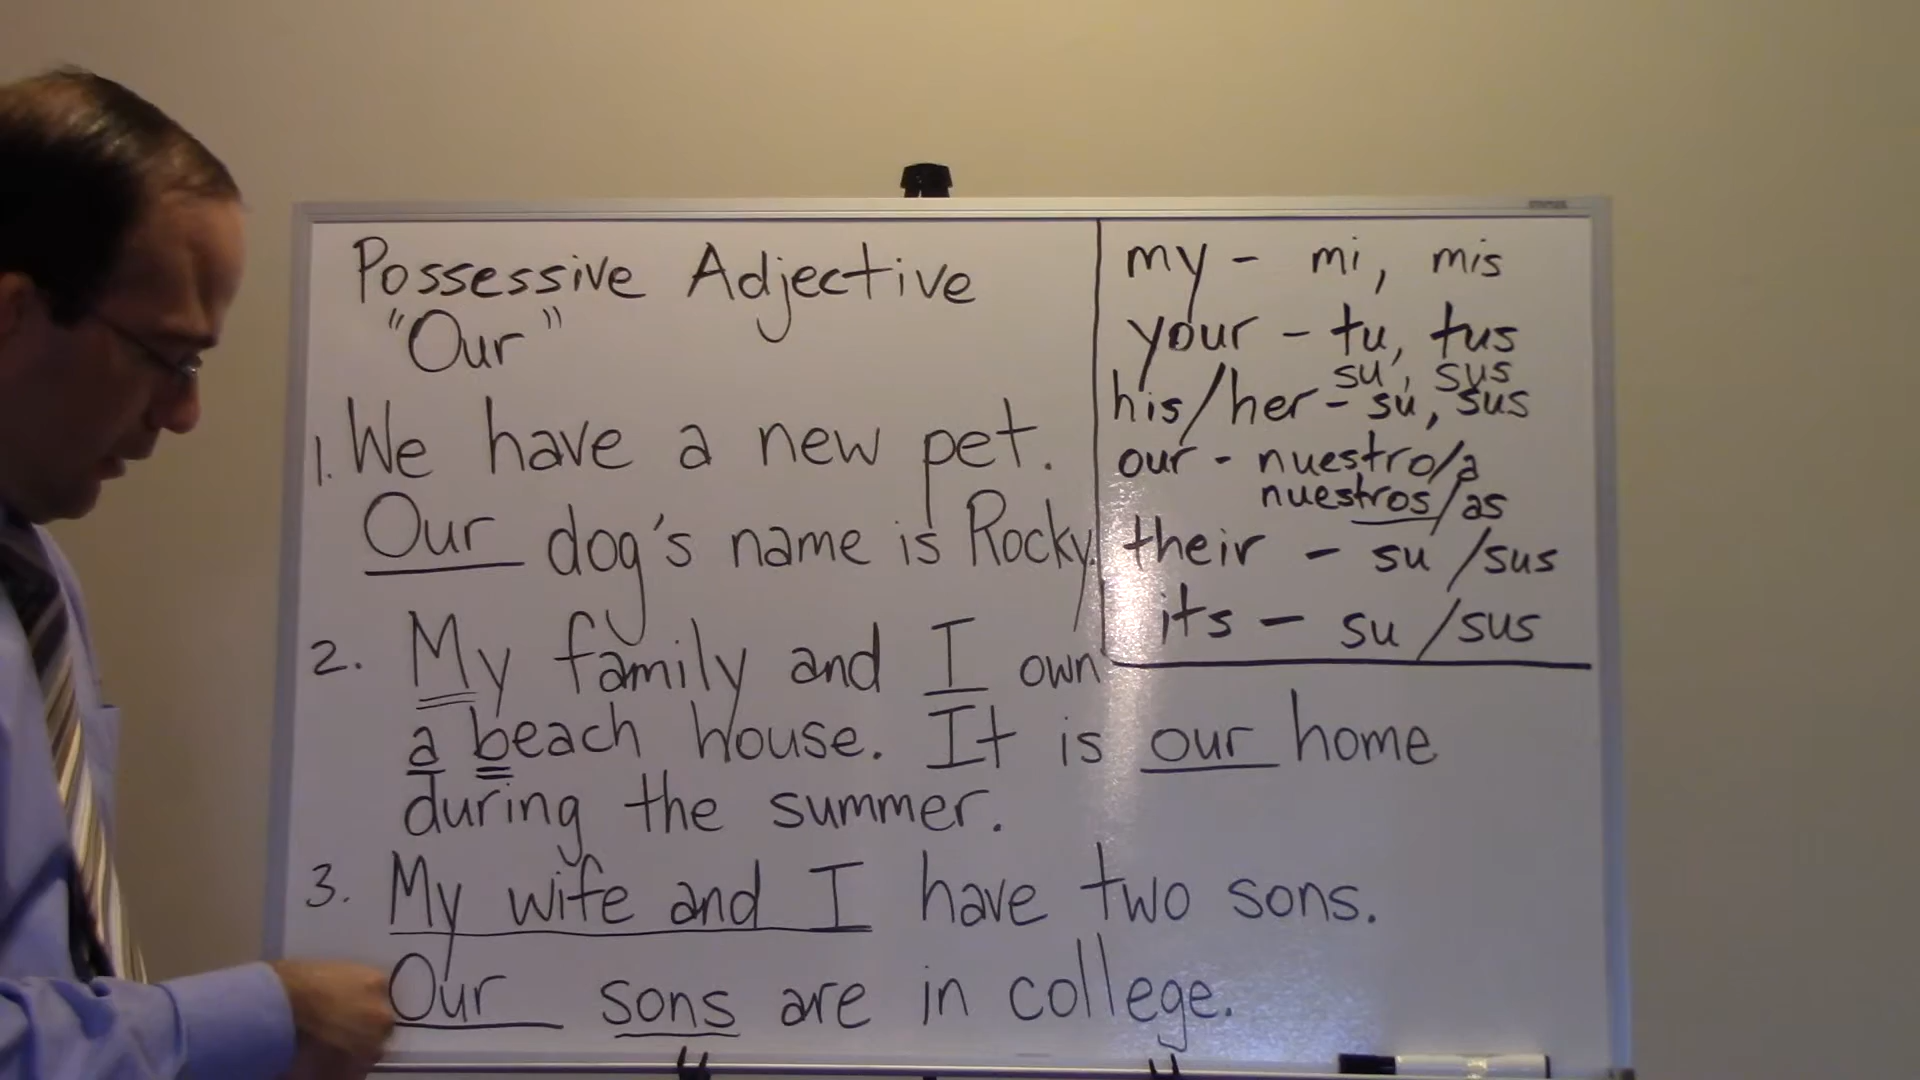 Possessive Adjective
"Our"
1. We have a new pet.
Our dog's name is Rocky.
2. My family and I own
a beach house. It is our home
during the summer.
3. My wife and I have two sons.
Our sons are in college.
my - mi, mis
your - tu, tus
su, sus
his/her - su, sus
our - nuestro/a
nuestros/as
their - su/sus
its - su/sus